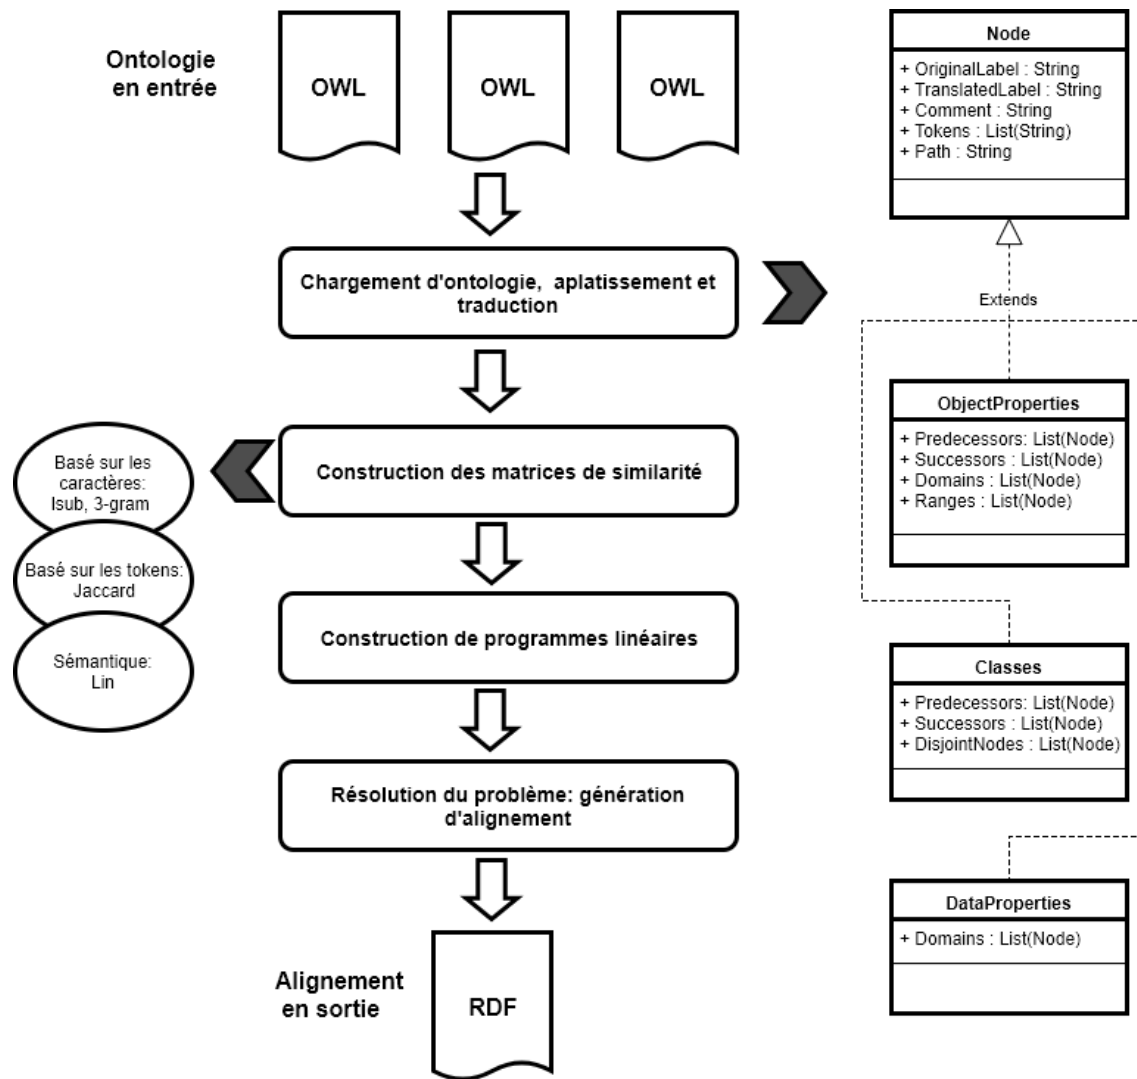 Ontologie
en entrée
OWL
OWL
OWL
Chargement d'ontologie, aplatissement et
traduction
Construction des matrices de similarité
Basé sur les
caractères:
Isub, 3-gram
Basé sur les tokens:
Jaccard
Sémantique:
Lin
Construction de programmes linéaires
Résolution du problème: génération
d'alignement
Alignement
en sortie
RDF
Node
+ OriginalLabel : String
+ TranslatedLabel : String
+ Comment : String
+ Tokens : List(String)
+ Path : String
Extends
ObjectProperties
+ Predecessors: List(Node)
+ Successors : List(Node)
+ Domains : List(Node)
+ Ranges : List(Node)
Classes
+ Predecessors: List(Node)
+ Successors : List(Node)
+ DisjointNodes : List(Node)
DataProperties
+ Domains : List(Node)